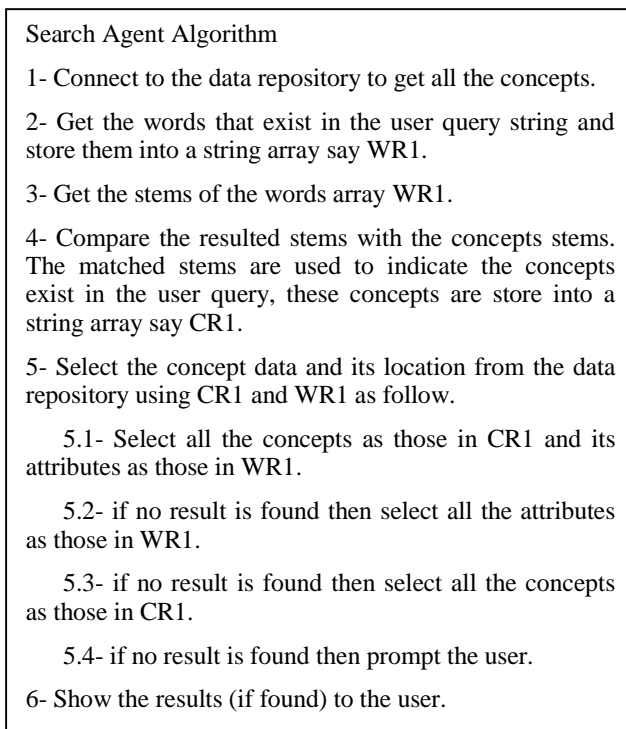 Search Agent Algorithm
1- Connect to the data repository to get all the concepts.
2- Get the words that exist in the user query string and
store them into a string array say WR1.
3- Get the stems of the words array WR1.
4- Compare the resulted stems with the concepts stems.
The matched stems are used to indicate the concepts
exist in the user query, these concepts are store into a
string array say CR1.
5- Select the concept data and its location from the data
repository using CR1 and WR1 as follow.
5.1- Select all the concepts as those in CR1 and its
attributes as those in WR1.
5.2- if no result is found then select all the attributes
as those in WR1.
5.3- if no result is found then select all the concepts
as those in CR1.
5.4- if no result is found then prompt the user.
6- Show the results (if found) to the user.